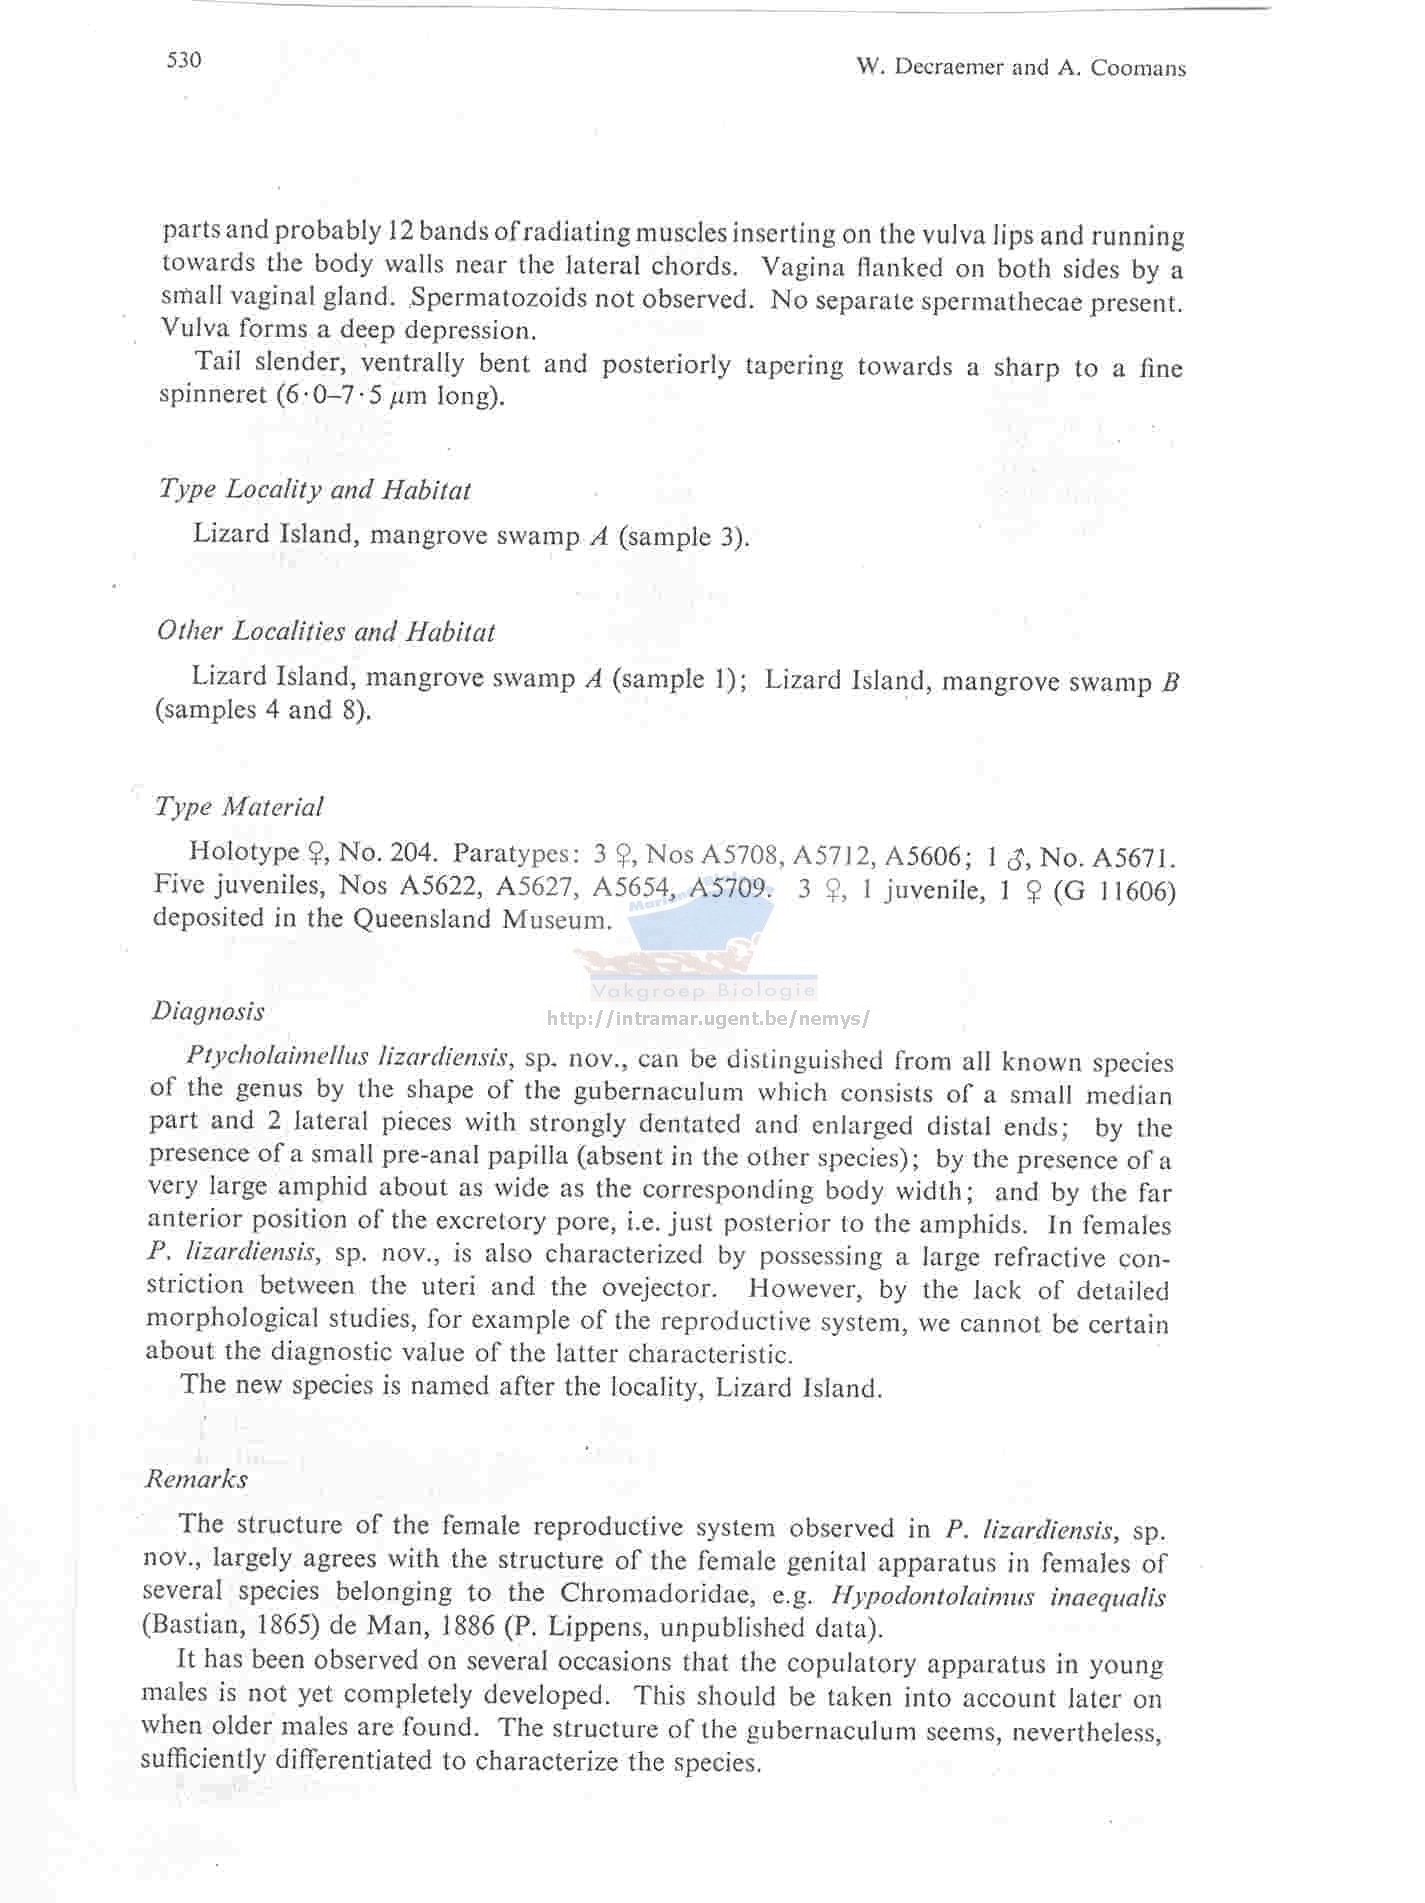 530
W. Decraemer and A. Coomans
parts and probably 12 bands of radiating muscles inserting on the vulva lips and running
towards the body walls near the lateral chords. Vagina flanked on both sides by a
small vaginal gland. Spermatozoids not observed. No separate spermathecae present.
Vulva forms a deep depression.
Tail slender, ventrally bent and posteriorly tapering towards a sharp to a fine
spinneret (6·0–7·5 μm long).
Type Locality and Habitat
Lizard Island, mangrove swamp A (sample 3).
Other Localities and Habitat
Lizard Island, mangrove swamp A (sample 1); Lizard Island, mangrove swamp B
(samples 4 and 8).
Type Material
Holotype ♀, No. 204. Paratypes: 3 ♀, Nos A5708, A5712, A5606; 1 ♂, No. A5671.
Five juveniles, Nos A5622, A5627, A5654, A5709. 3 ♀, 1 juvenile, 1 ♀ (G 11606)
deposited in the Queensland Museum.
Vakgroep Biologie
http://intramar.ugent.be/nemys/
Diagnosis
Ptycholaimellus lizardiensis, sp. nov., can be distinguished from all known species
of the genus by the shape of the gubernaculum which consists of a small median
part and 2 lateral pieces with strongly dentated and enlarged distal ends; by the
presence of a small pre-anal papilla (absent in the other species); by the presence of a
very large amphid about as wide as the corresponding body width; and by the far
anterior position of the excretory pore, i.e. just posterior to the amphids. In females
P. lizardiensis, sp. nov., is also characterized by possessing a large refractive con-
striction between the uteri and the ovejector. However, by the lack of detailed
morphological studies, for example of the reproductive system, we cannot be certain
about the diagnostic value of the latter characteristic.
The new species is named after the locality, Lizard Island.
Remarks
The structure of the female reproductive system observed in P. lizardiensis, sp.
nov., largely agrees with the structure of the female genital apparatus in females of
several species belonging to the Chromadoridae, e.g. Hypodontolaimus inaequalis
(Bastian, 1865) de Man, 1886 (P. Lippens, unpublished data).
It has been observed on several occasions that the copulatory apparatus in young
males is not yet completely developed. This should be taken into account later on
when older males are found. The structure of the gubernaculum seems, nevertheless,
sufficiently differentiated to characterize the species.